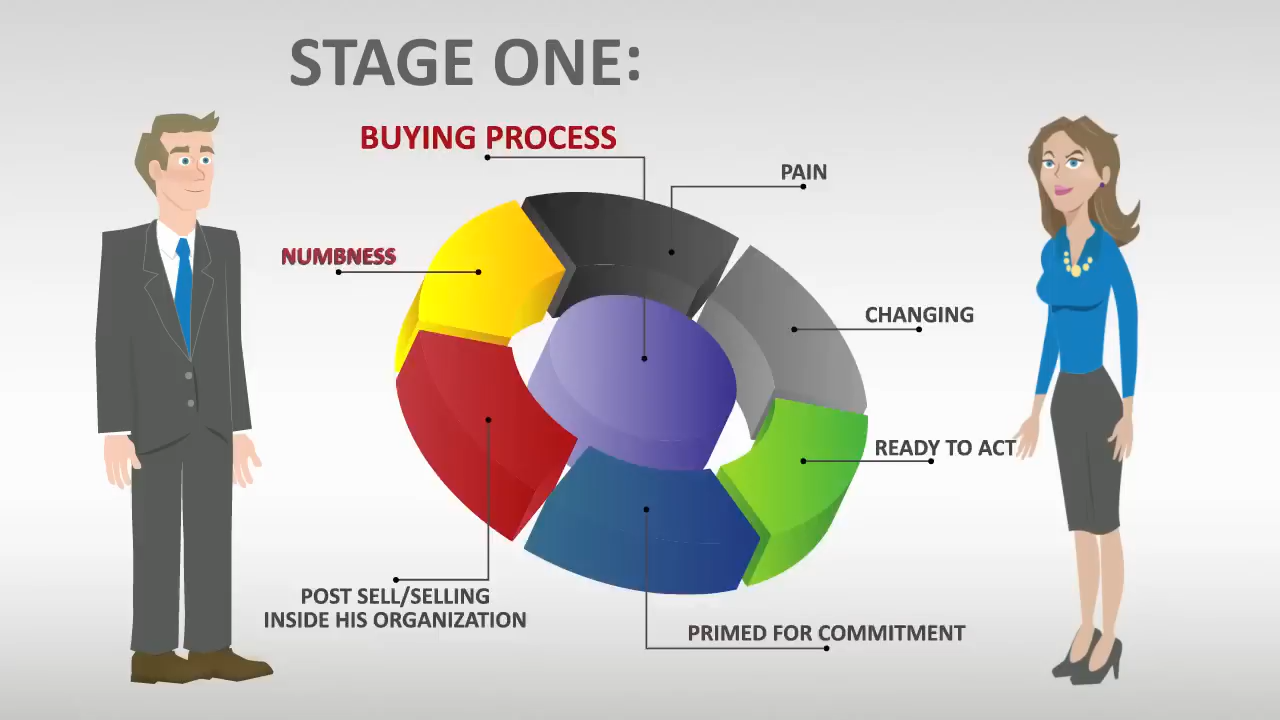 STAGE ONE:
BUYING PROCESS
PAIN
NUMBNESS
CHANGING
READY TO ACT
POST SELL/SELLING
INSIDE HIS ORGANIZATION
PRIMED FOR COMMITMENT